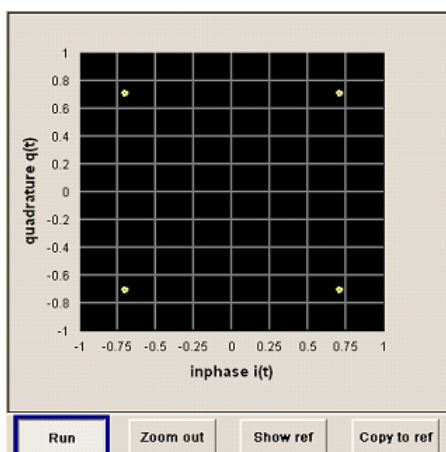 1
0.8
0.6
0.4
0.2
0
-0.2
-0.4
-0.6
-0.8
-1
quadrature q(t)
-1 -0.75 -0.5 -0.25 0 0.25 0.5 0.75 1
inphase i(t)
Run Zoom out Show ref Copy to ref